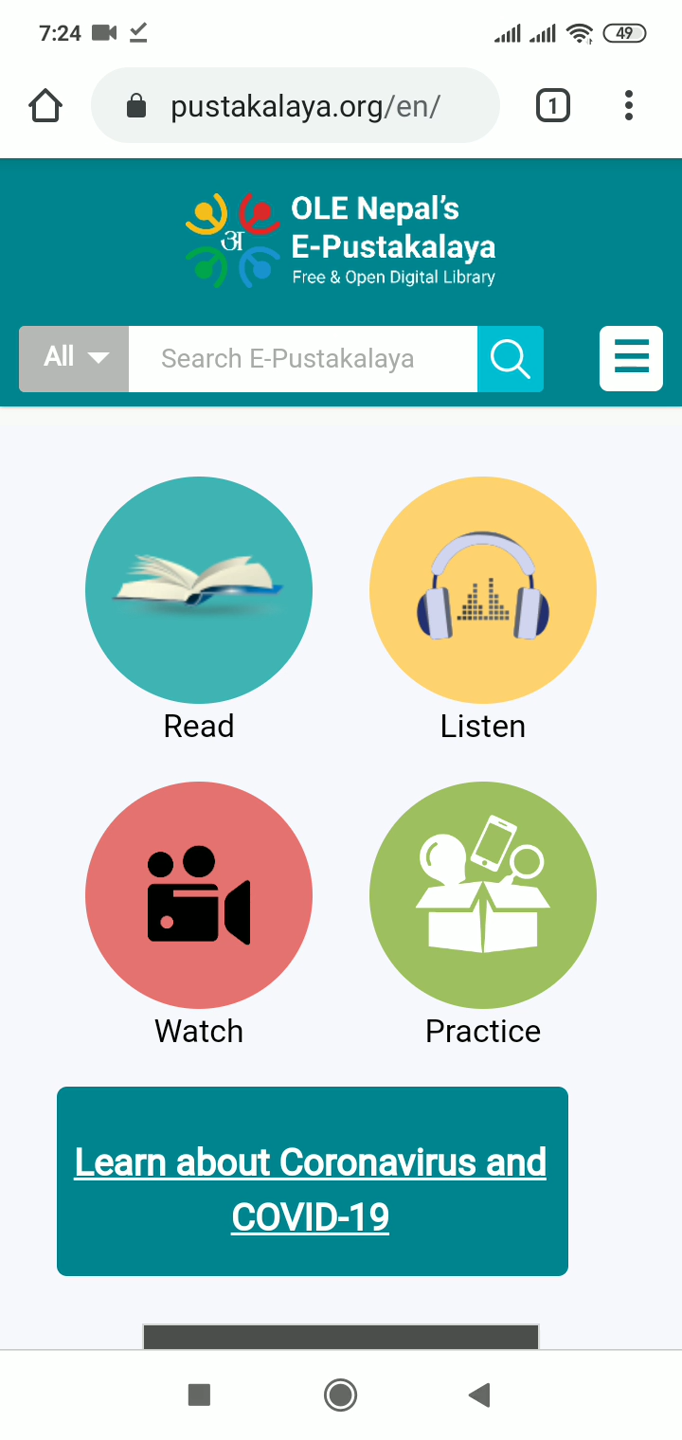 7:24
49
pustakalaya.org/en/
1
OLE Nepal's
अ
E-Pustakalaya
Free & Open Digital Library
All
Search E-Pustakalaya
Read
Listen
Watch
Practice
Learn about Coronavirus and
COVID-19